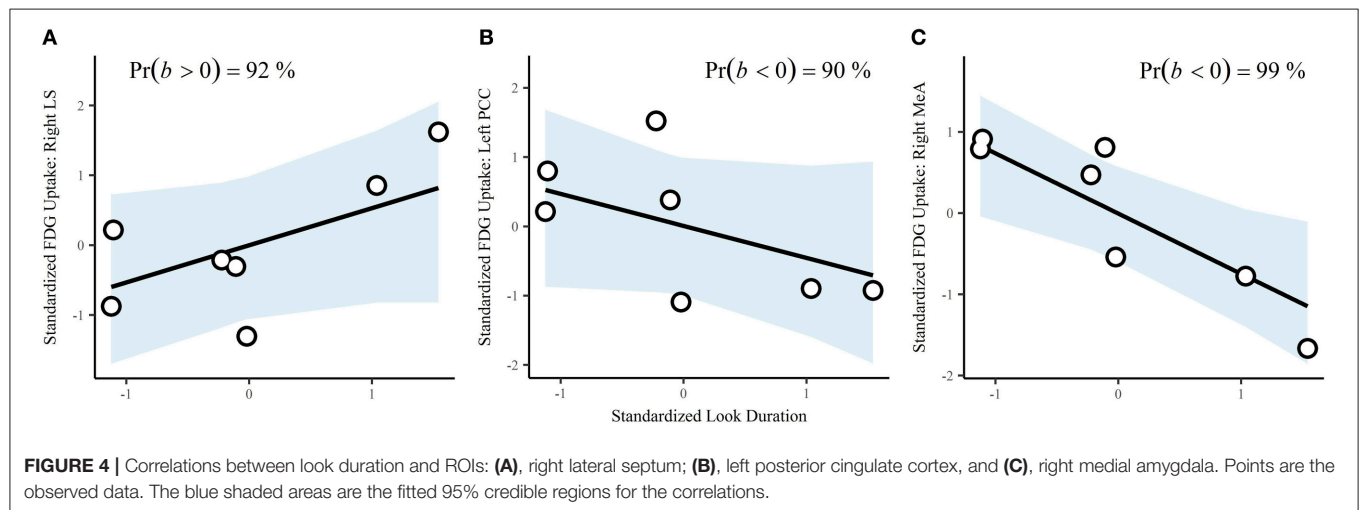 A
Pr(b > 0) = 92 %
Standardized FDG Uptake: Right LS
2
1
0
-1
-1
0
1
B
Pr(b < 0) = 90 %
Standardized FDG Uptake: Left PCC
2
1
0
-1
-2
-1
0
1
Standardized Look Duration
C
Pr(b < 0) = 99 %
Standardized FDG Uptake: Right MeA
1
0
-1
-2
-1
0
1
FIGURE 4 | Correlations between look duration and ROIs: (A), right lateral septum; (B), left posterior cingulate cortex, and (C), right medial amygdala. Points are the
observed data. The blue shaded areas are the fitted 95% credible regions for the correlations.